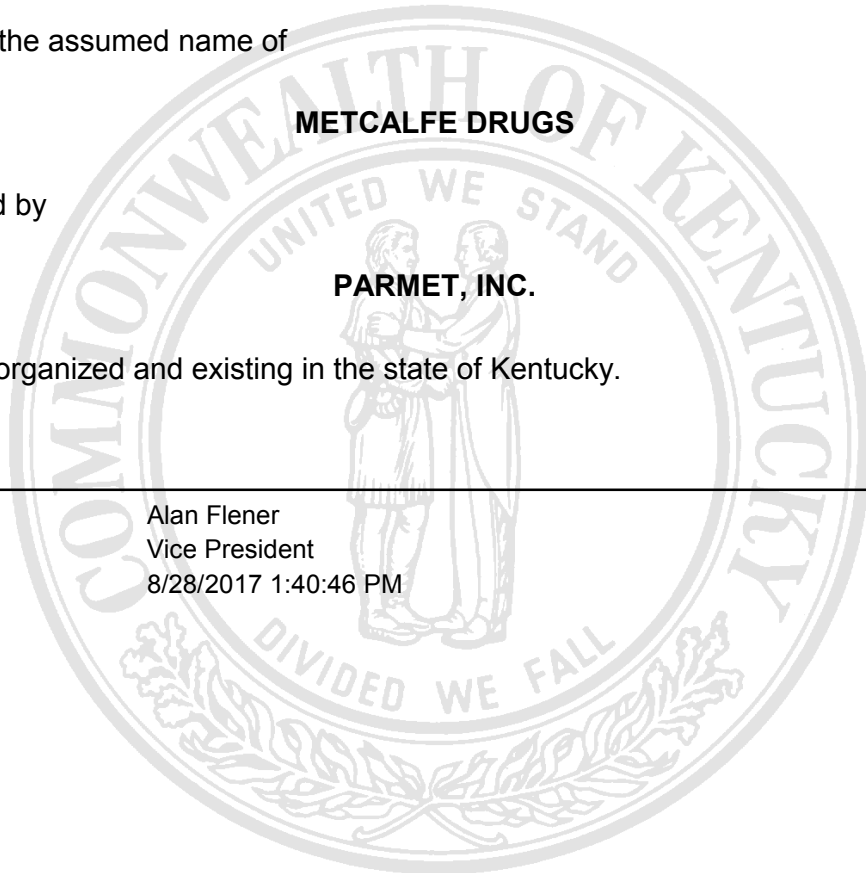 the assumed name of
METCALFE DRUGS
d by
PARMET, INC.
organized and existing in the state of Kentucky.
Alan Flener
Vice President
8/28/2017 1:40:46 PM
COMMONWEALTH OF KENTUCKY
UNITED WE STAND
DIVIDED WE FALL